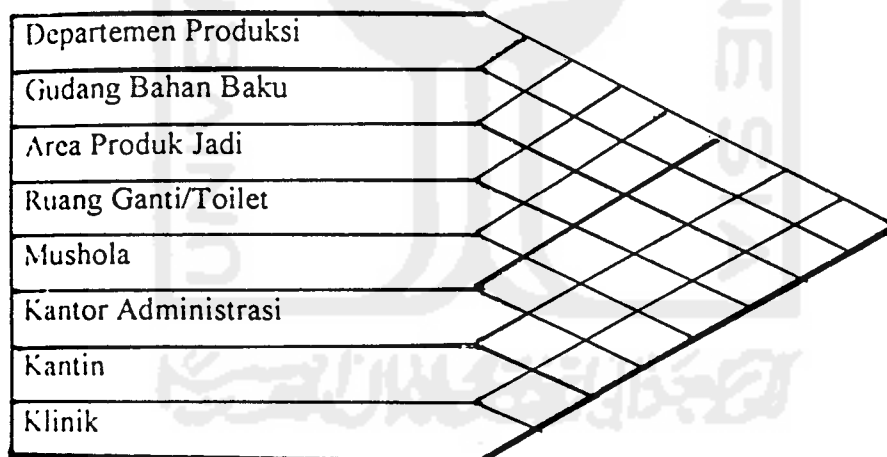 Departemen Produksi
Gudang Bahan Baku
Area Produk Jadi
Ruang Ganti/Toilet
Mushola
Kantor Administrasi
Kantin
Klinik